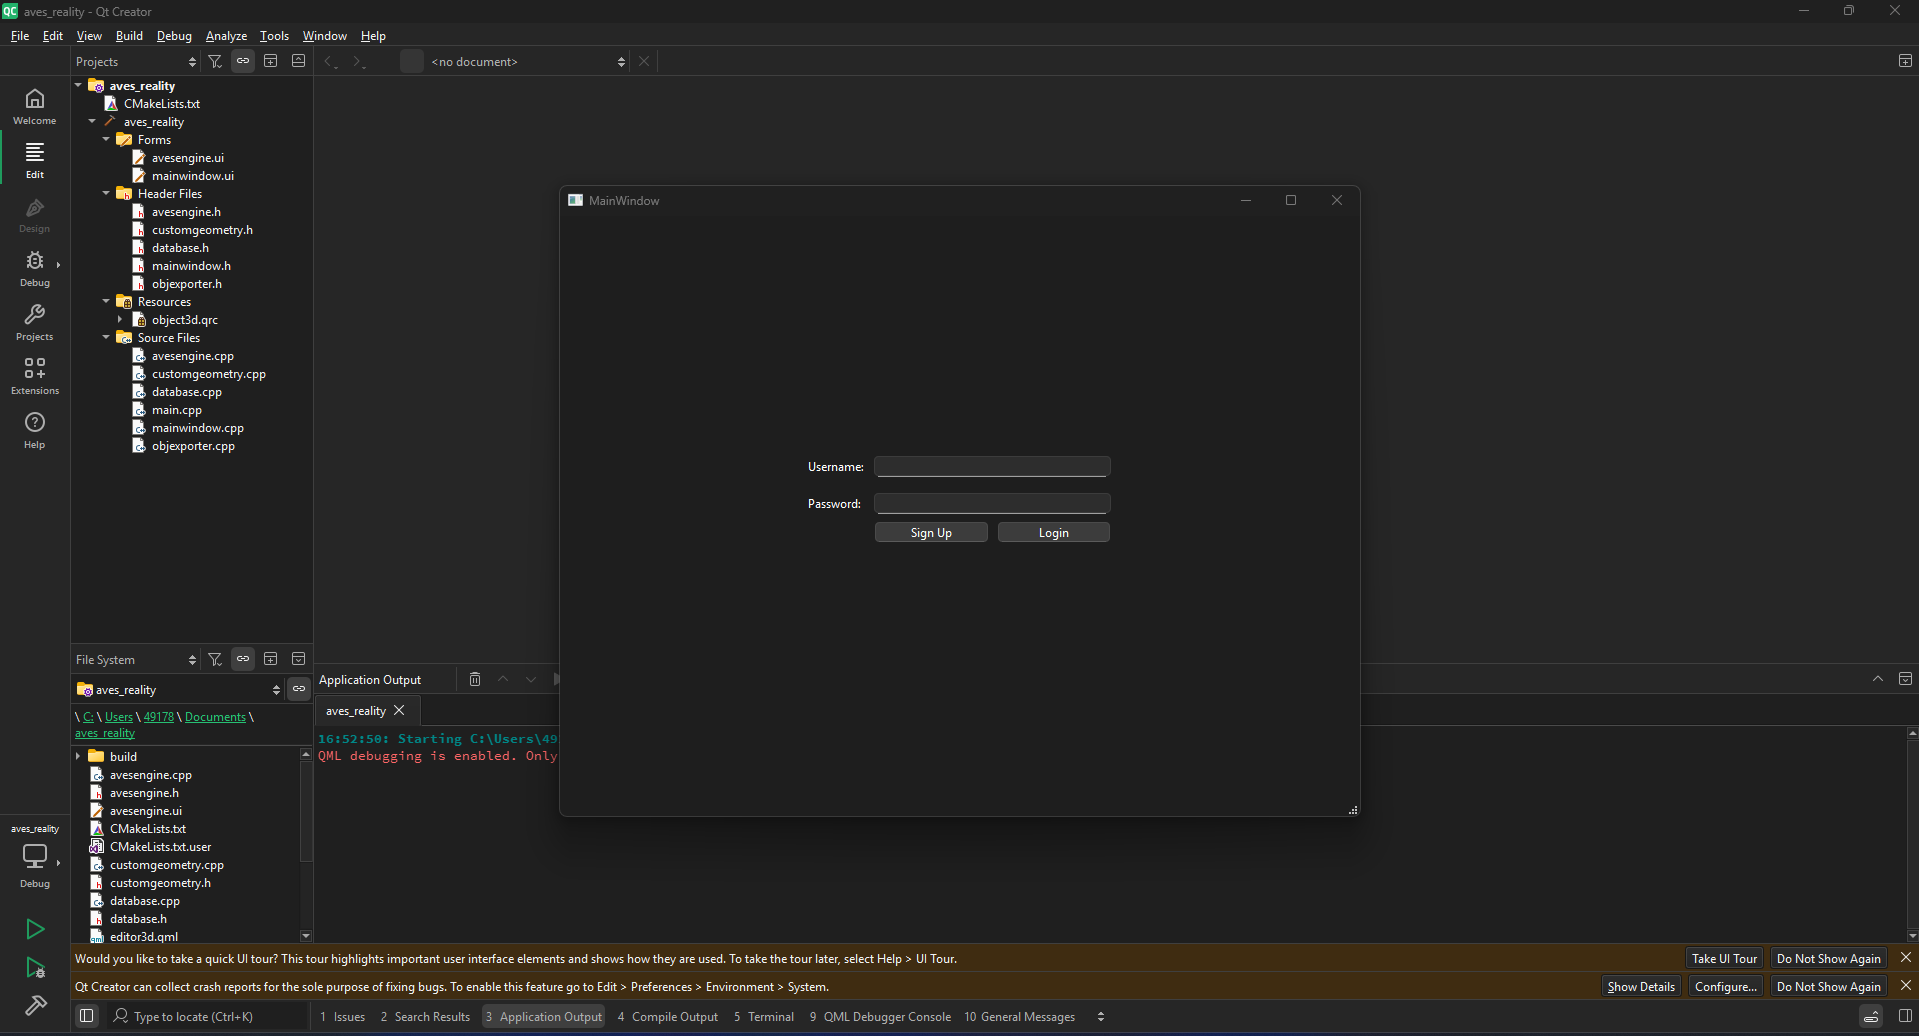 aves_reality - Qt Creator
File Edit View Build Debug Analyze Tools Window Help
Projects
<no document>
Welcome
Edit
Design
Debug
Projects
Extensions
Help
aves_reality
CMakeLists.txt
aves_reality
Forms
avesengine.ui
mainwindow.ui
Header Files
avesengine.h
customgeometry.h
database.h
mainwindow.h
objexporter.h
Resources
object3d.qrc
Source Files
avesengine.cpp
customgeometry.cpp
database.cpp
main.cpp
mainwindow.cpp
objexporter.cpp
MainWindow
Username:
Password:
Sign Up Login
File System
aves_reality
\ C: \ Users \ 49178 \ Documents \
aves_reality
build
avesengine.cpp
avesengine.h
avesengine.ui
CMakeLists.txt
CMakeLists.txt.user
customgeometry.cpp
customgeometry.h
database.cpp
database.h
editor3d.qml
Application Output
aves_reality
16:52:50: Starting C:\Users\49
QML debugging is enabled. Only
aves_reality
Debug
Would you like to take a quick UI tour? This tour highlights important user interface elements and shows how they are used. To take the tour later, select Help > UI Tour.
Take UI Tour Do Not Show Again
Qt Creator can collect crash reports for the sole purpose of fixing bugs. To enable this feature go to Edit > Preferences > Environment > System.
Show Details Configure... Do Not Show Again
Type to locate (Ctrl+K) 1 Issues 2 Search Results 3 Application Output 4 Compile Output 5 Terminal 9 QML Debugger Console 10 General Messages